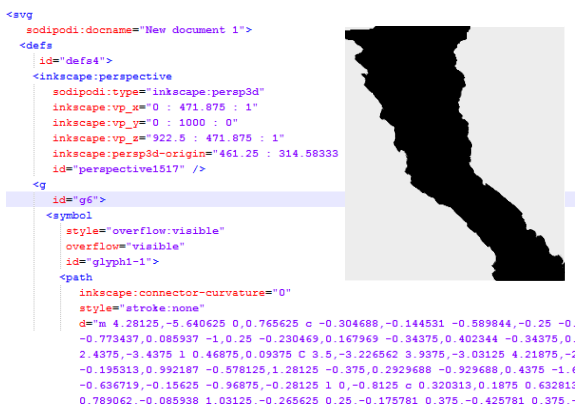 <svg
sodipodi:docname="New document 1">
<defs
id="defs4">
<inkscape:perspective
sodipodi:type="inkscape:persp3d"
inkscape:vp_x="0 : 471.875 : 1"
inkscape:vp_y="0 : 1000 : 0"
inkscape:vp_z="922.5 : 471.875 : 1"
inkscape:persp3d-origin="461.25 : 314.58333
id="perspective1517" />
<g
id="g6">
<symbol
style="overflow:visible"
overflow="visible"
id="glyph1-1">
<path
inkscape:connector-curvature="0"
style="stroke:none"
d="m 4.28125,-5.640625 0,0.765625 c -0.304688,-0.144531 -0.589844,-0.25 -0.
-0.773437,0.085937 -1,0.25 -0.230469,0.167969 -0.34375,0.402344 -0.34375,0.
2.4375,-3.4375 l 0.46875,0.09375 C 3.5,-3.226562 3.9375,-3.03125 4.21875,-2
-0.195313,0.992187 -0.578125,1.28125 -0.375,0.2929688 -0.929688,0.4375 -1.6
-0.636719,-0.15625 -0.96875,-0.28125 l 0,-0.8125 c 0.320313,0.1875 0.632813
0.789062,-0.085938 1.03125,-0.265625 0.25,-0.175781 0.375,-0.425781 0.375,-